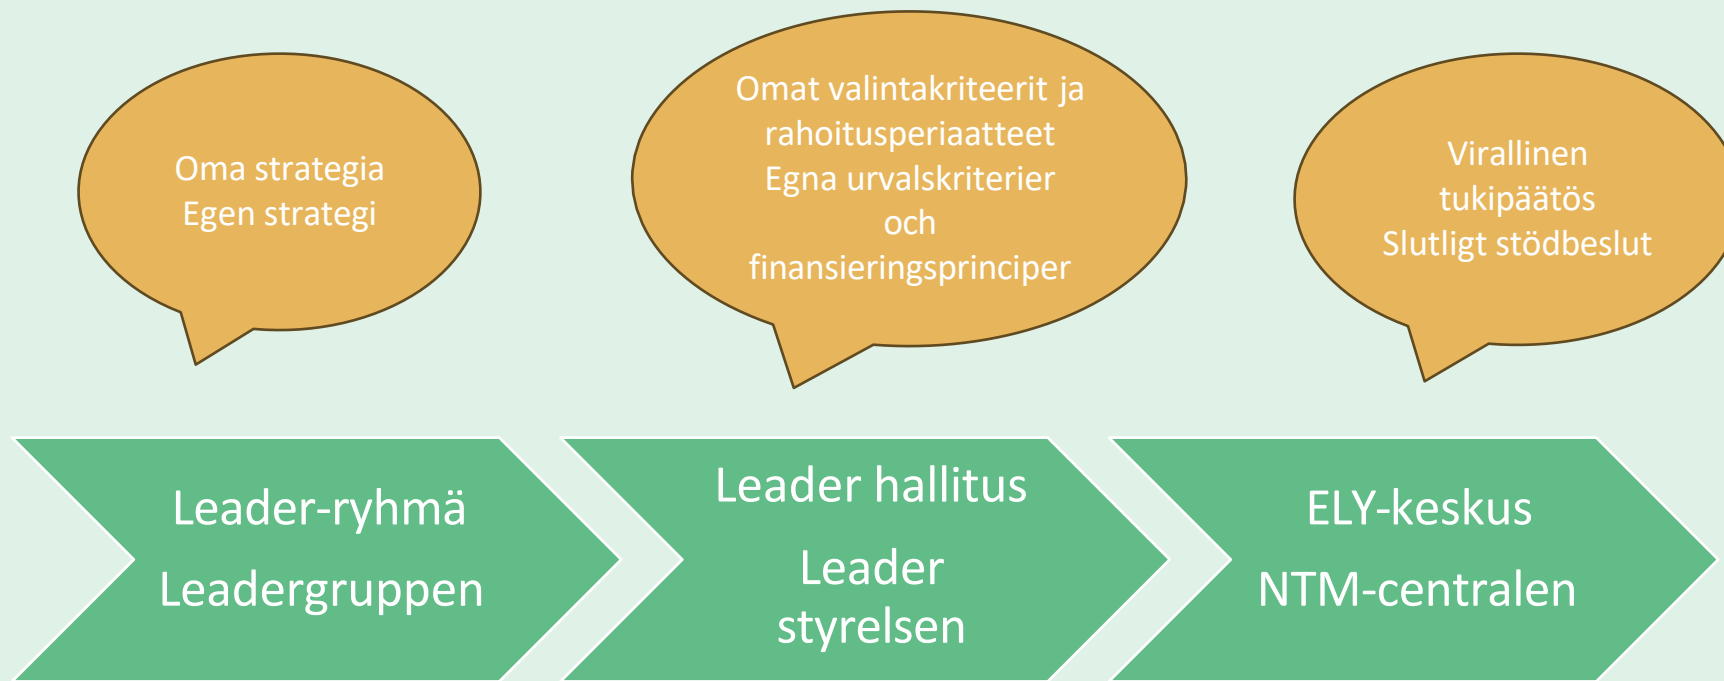 Oma strategia
Egen strategi
Omat valintakriteerit ja
rahoitusperiaatteet
Egna urvalskriterier
och
finansieringsprinciper
Virallinen
tukipäätös
Slutligt stödbeslut
Leader-ryhmä
Leadergruppen
Leader hallitus
Leader
styrelsen
ELY-keskus
NTM-centralen